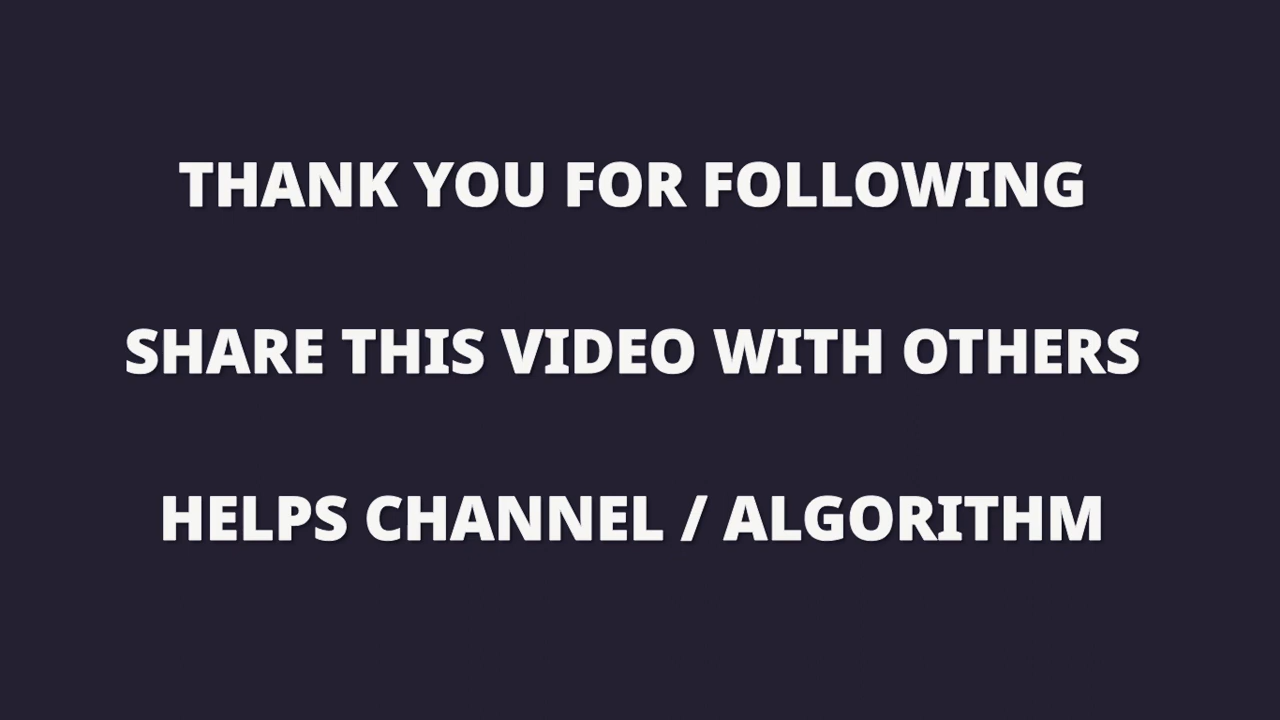 THANK YOU FOR FOLLOWING
SHARE THIS VIDEO WITH OTHERS
HELPS CHANNEL / ALGORITHM